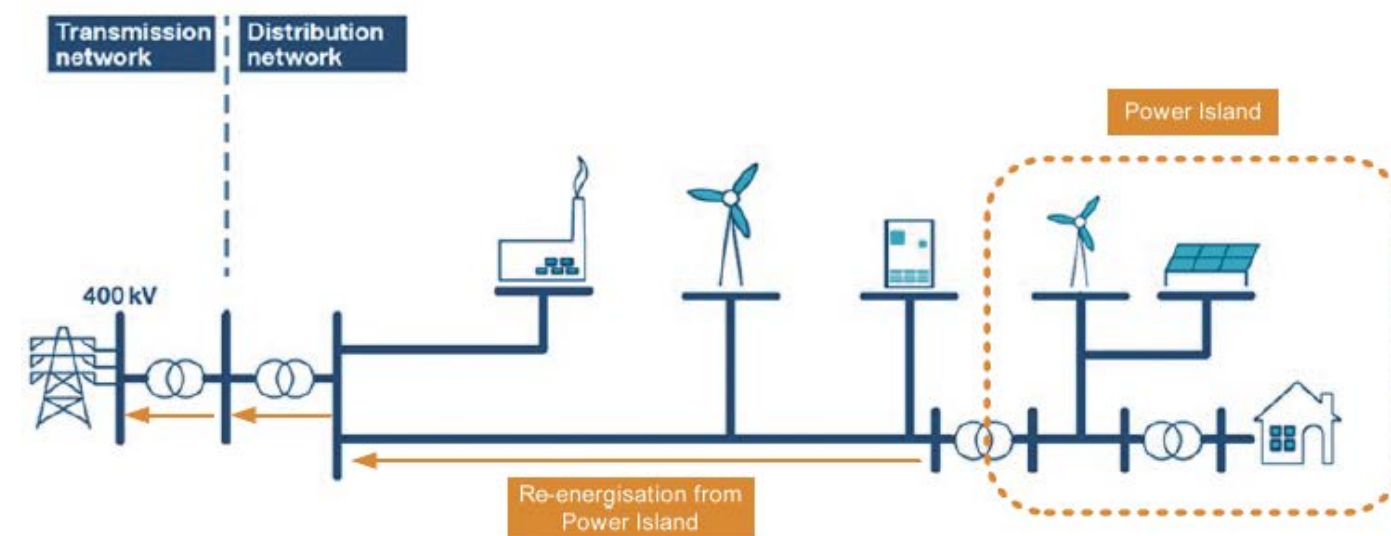 Transmission
network
Distribution
network
Power Island
400 kV
Re-energisation from
Power Island